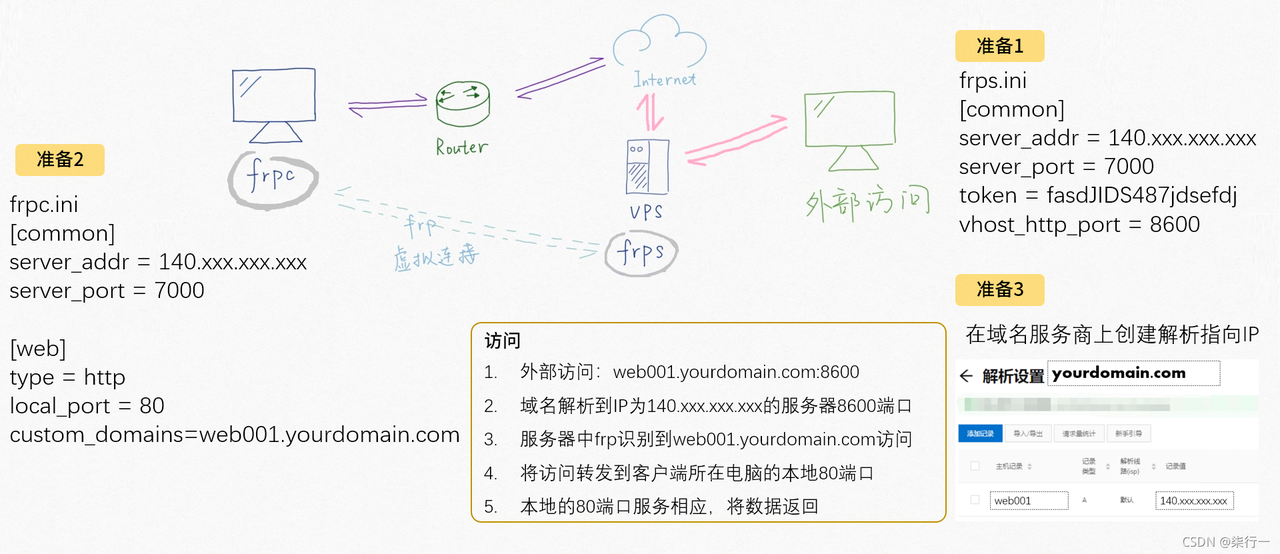 准备1
frps.ini
[common]
server_addr = 140.xxx.xxx.xxx
server_port = 7000
token = fasdJIDS487jdsefdj
vhost_http_port = 8600
Internet
Router
VPS
外部访问
frpc
frp
虚拟连接
frps
准备2
frpc.ini
[common]
server_addr = 140.xxx.xxx.xxx
server_port = 7000
[web]
type = http
local_port = 80
custom_domains=web001.yourdomain.com
访问
1. 外部访问：web001.yourdomain.com:8600
2. 域名解析到IP为140.xxx.xxx.xxx的服务器8600端口
3. 服务器中frp识别到web001.yourdomain.com访问
4. 将访问转发到客户端所在电脑的本地80端口
5. 本地的80端口服务相应，将数据返回
准备3
在域名服务商上创建解析指向IP
解析设置 yourdomain.com
添加记录 导入/导出 请求量统计 新手引导
主机记录 记录类型 解析线路(isp) 记录值
web001 A 默认 140.xxx.xxx.xxx
CSDN @柒行一